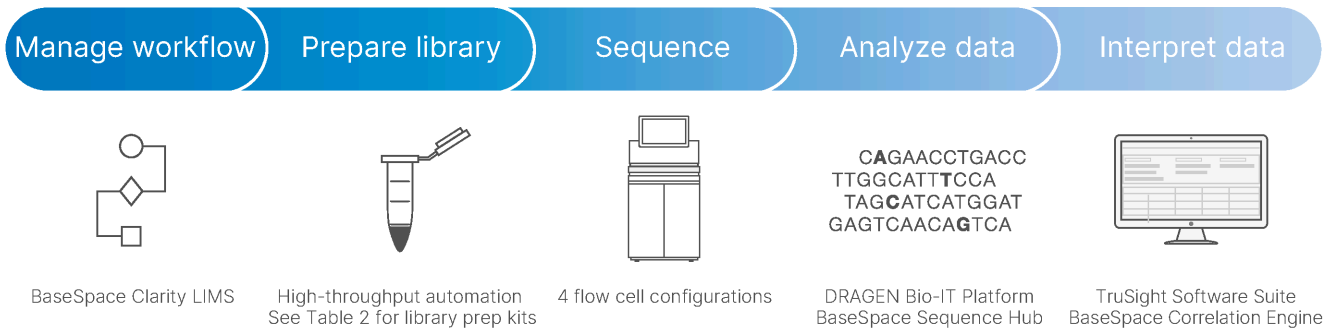 Manage workflow
Prepare library
Sequence
Analyze data
Interpret data
CAGAACCTGACC
TTGGCATTTCCA
TAGCATCATGGAT
GAGTCAACAGTCA
BaseSpace Clarity LIMS
High-throughput automation
See Table 2 for library prep kits
4 flow cell configurations
DRAGEN Bio-IT Platform
BaseSpace Sequence Hub
TruSight Software Suite
BaseSpace Correlation Engine